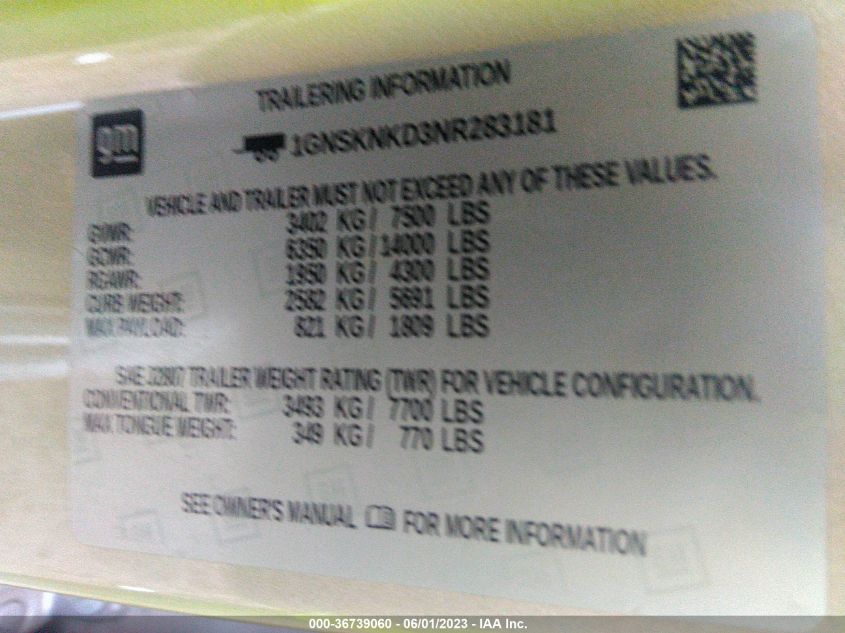 gm
TRAILERING INFORMATION
1GNSKNKD3NR283181
VEHICLE AND TRAILER MUST NOT EXCEED ANY OF THESE VALUES.
GVWR: 3402 KG/ 7500 LBS
GCWR: 6350 KG/14000 LBS
RGAWR: 1950 KG/ 4300 LBS
CURB WEIGHT: 2582 KG/ 5691 LBS
MAX PAYLOAD: 821 KG/ 1809 LBS
SAE J2807 TRAILER WEIGHT RATING (TWR) FOR VEHICLE CONFIGURATION.
CONVENTIONAL TWR: 3493 KG/ 7700 LBS
MAX TONGUE WEIGHT: 349 KG/ 770 LBS
SEE OWNER'S MANUAL FOR MORE INFORMATION
000-36739060 - 06/01/2023 - IAA Inc.